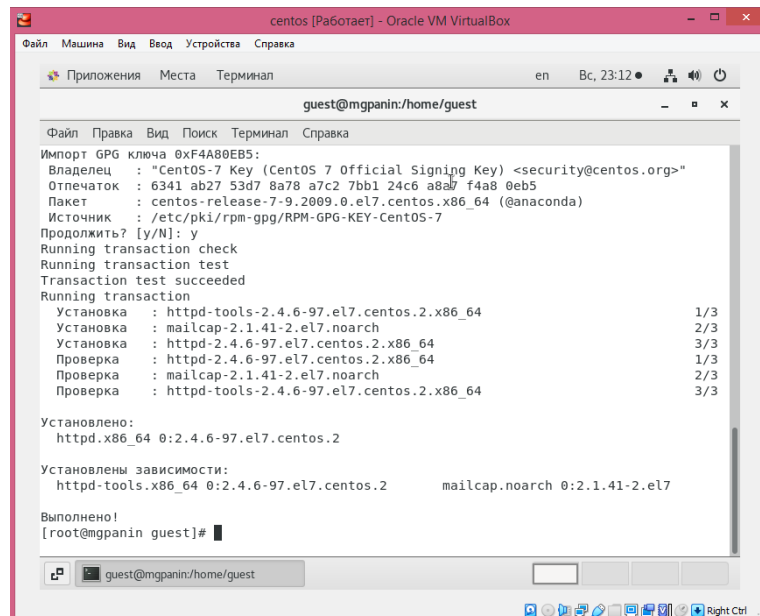 centos [Работает] - Oracle VM VirtualBox
Файл Машина Вид Ввод Устройства Справка
Приложения Места Терминал en Вс, 23:12
guest@mgpanin:/home/guest
Файл Правка Вид Поиск Терминал Справка
Импорт GPG ключа 0xF4A80EB5:
Владелец : "CentOS-7 Key (CentOS 7 Official Signing Key) <security@centos.org>"
Отпечаток : 6341 ab27 53d7 8a78 a7c2 7bb1 24c6 a8a7 f4a8 0eb5
Пакет : centos-release-7-9.2009.0.el7.centos.x86_64 (@anaconda)
Источник : /etc/pki/rpm-gpg/RPM-GPG-KEY-CentOS-7
Продолжить? [y/N]: y
Running transaction check
Running transaction test
Transaction test succeeded
Running transaction
Установка : httpd-tools-2.4.6-97.el7.centos.2.x86_64 1/3
Установка : mailcap-2.1.41-2.el7.noarch 2/3
Установка : httpd-2.4.6-97.el7.centos.2.x86_64 3/3
Проверка : httpd-2.4.6-97.el7.centos.2.x86_64 1/3
Проверка : mailcap-2.1.41-2.el7.noarch 2/3
Проверка : httpd-tools-2.4.6-97.el7.centos.2.x86_64 3/3
Установлено:
httpd.x86_64 0:2.4.6-97.el7.centos.2
Установлены зависимости:
httpd-tools.x86_64 0:2.4.6-97.el7.centos.2 mailcap.noarch 0:2.1.41-2.el7
Выполнено!
[root@mgpanin guest]#
guest@mgpanin:/home/guest
Right Ctrl